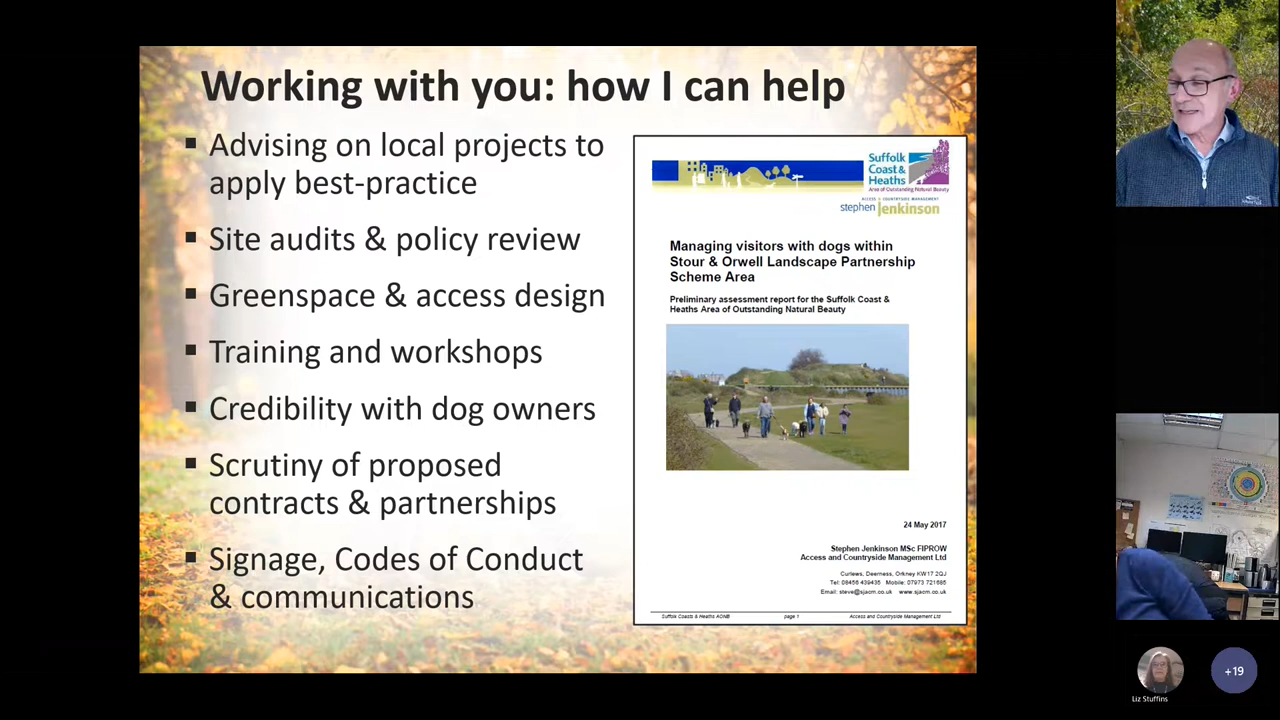 Working with you: how I can help
▪ Advising on local projects to
apply best-practice
▪ Site audits & policy review
▪ Greenspace & access design
▪ Training and workshops
▪ Credibility with dog owners
▪ Scrutiny of proposed
contracts & partnerships
▪ Signage, Codes of Conduct
& communications
Suffolk
Coast &
Heaths
Area of Outstanding Natural Beauty
ACCESS & COUNTRYSIDE MANAGEMENT
stephen jenkinson
Managing visitors with dogs within
Stour & Orwell Landscape Partnership
Scheme Area
Preliminary assessment report for the Suffolk Coast &
Heaths Area of Outstanding Natural Beauty
24 May 2017
Stephen Jenkinson MSc FIPROW
Access and Countryside Management Ltd
Curlews, Deerness, Orkney KW17 2QJ
Tel: 08456 439435 Mobile: 07973 721685
Email: steve@sjacm.co.uk www.sjacm.co.uk
Suffolk Coasts & Heaths AONB page 1 Access and Countryside Management Ltd
Liz Stuffins
+19